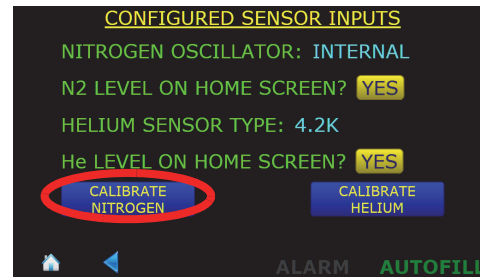 CONFIGURED SENSOR INPUTS
NITROGEN OSCILLATOR: INTERNAL
N2 LEVEL ON HOME SCREEN? YES
HELIUM SENSOR TYPE: 4.2K
He LEVEL ON HOME SCREEN? YES
CALIBRATE
NITROGEN
CALIBRATE
HELIUM
ALARM AUTOFILL